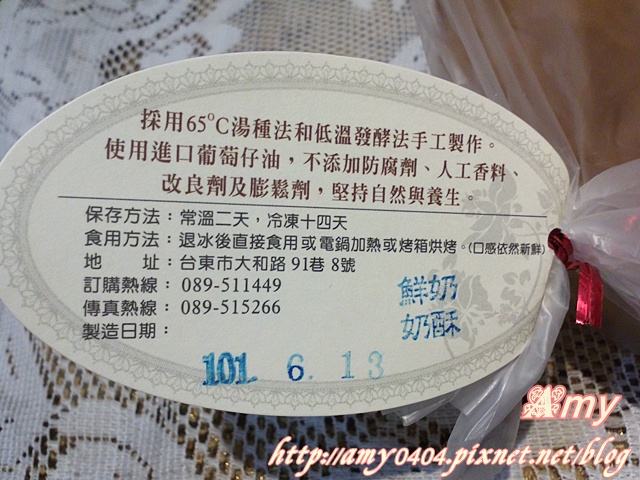 採用65°C湯種法和低溫發酵法手工製作。
使用進口葡萄仔油，不添加防腐劑、人工香料、
改良劑及膨鬆劑，堅持自然與養生。
保存方法：常溫二天，冷凍十四天
食用方法：退冰後直接食用或電鍋加熱或烤箱烘烤。(口感依然新鮮)
地　　址：台東市大和路91巷8號
訂購熱線：089-511449
傳真熱線：089-515266
製造日期：
鮮奶
奶酥
101. 6. 13
Amy
http://amy0404.pixnet.net/blog